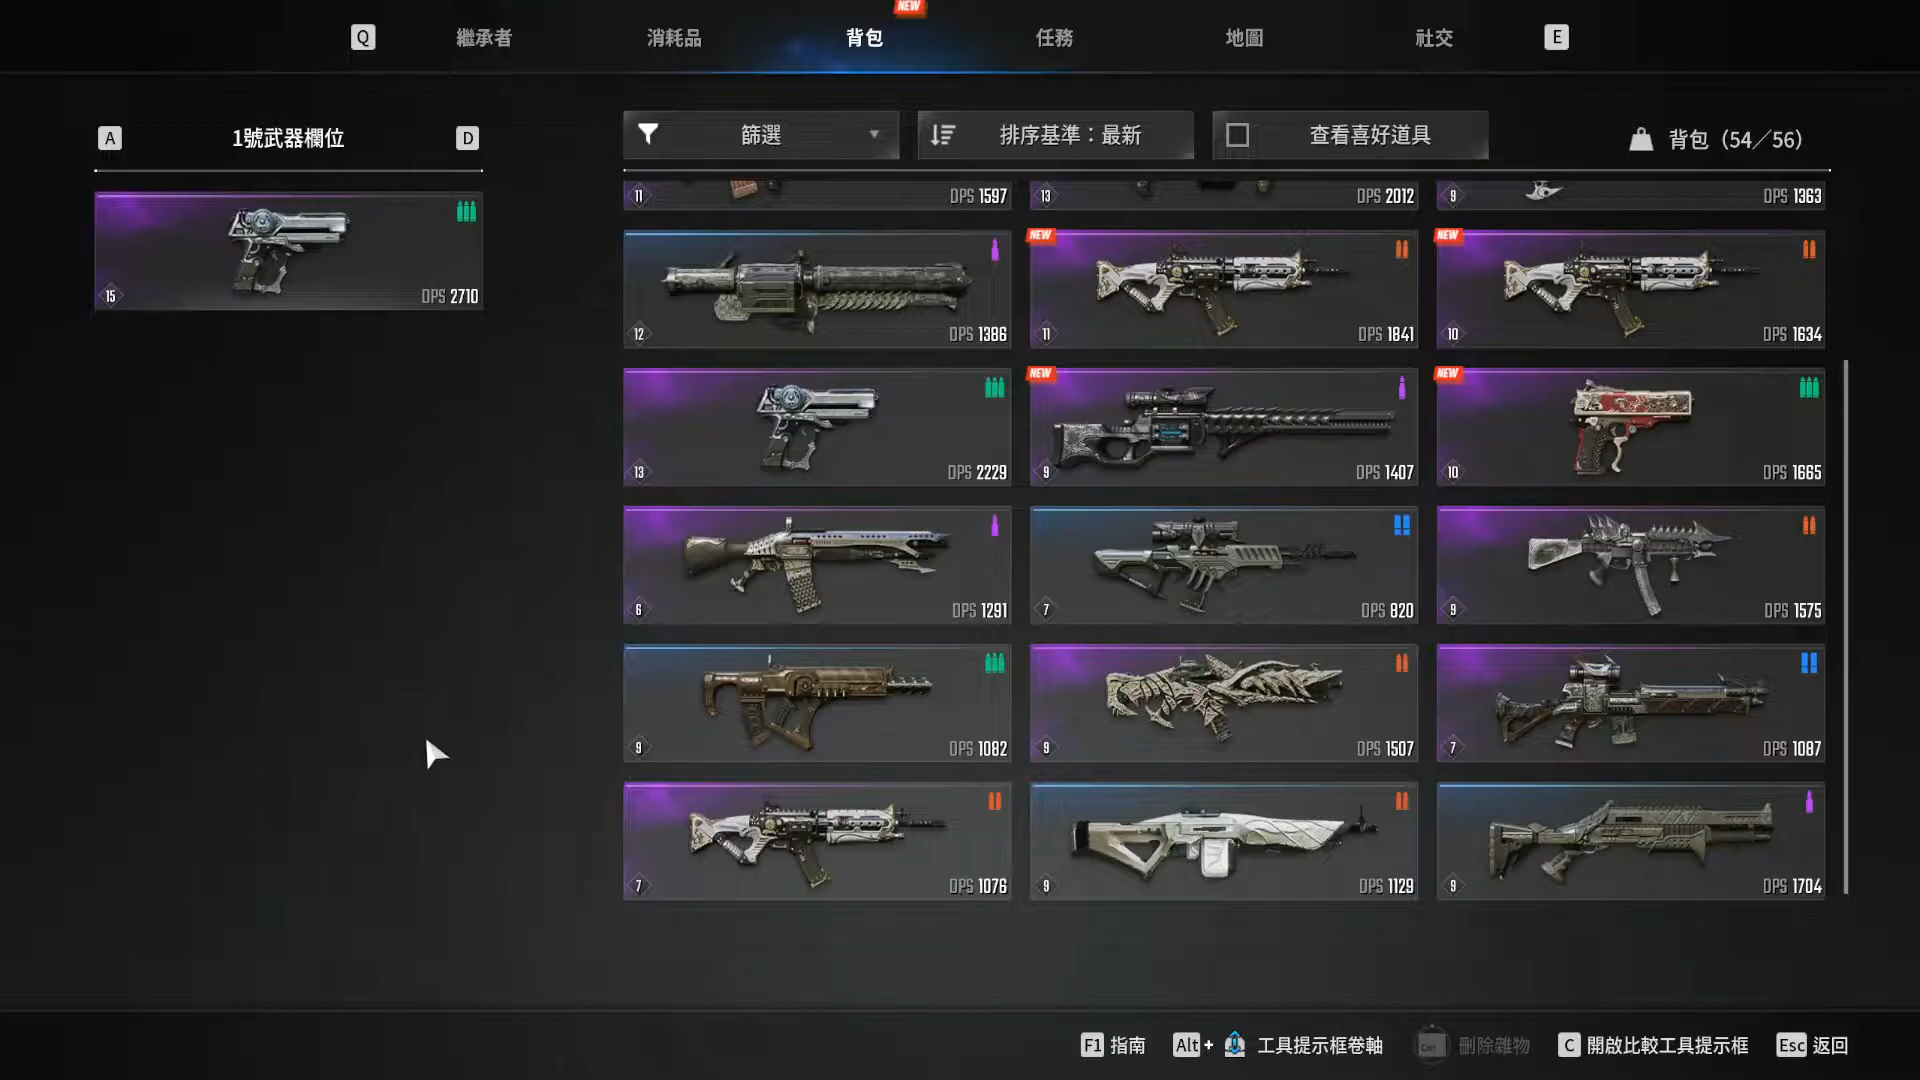 NEW
Q 繼承者 消耗品 背包 任務 地圖 社交 E
A 1號武器欄位 D
篩選 排序基準：最新 查看喜好道具 背包（54／56）
15 DPS 2710
11 DPS 1597 13 DPS 2012 9 DPS 1363
12 DPS 1386 NEW 11 DPS 1841 NEW 10 DPS 1634
13 DPS 2229 NEW 9 DPS 1407 NEW 10 DPS 1665
6 DPS 1291 7 DPS 820 9 DPS 1575
9 DPS 1082 9 DPS 1507 7 DPS 1087
7 DPS 1076 9 DPS 1129 9 DPS 1704
F1 指南 Alt + 工具提示框卷軸 Ctrl 刪除雜物 C 開啟比較工具提示框 Esc 返回